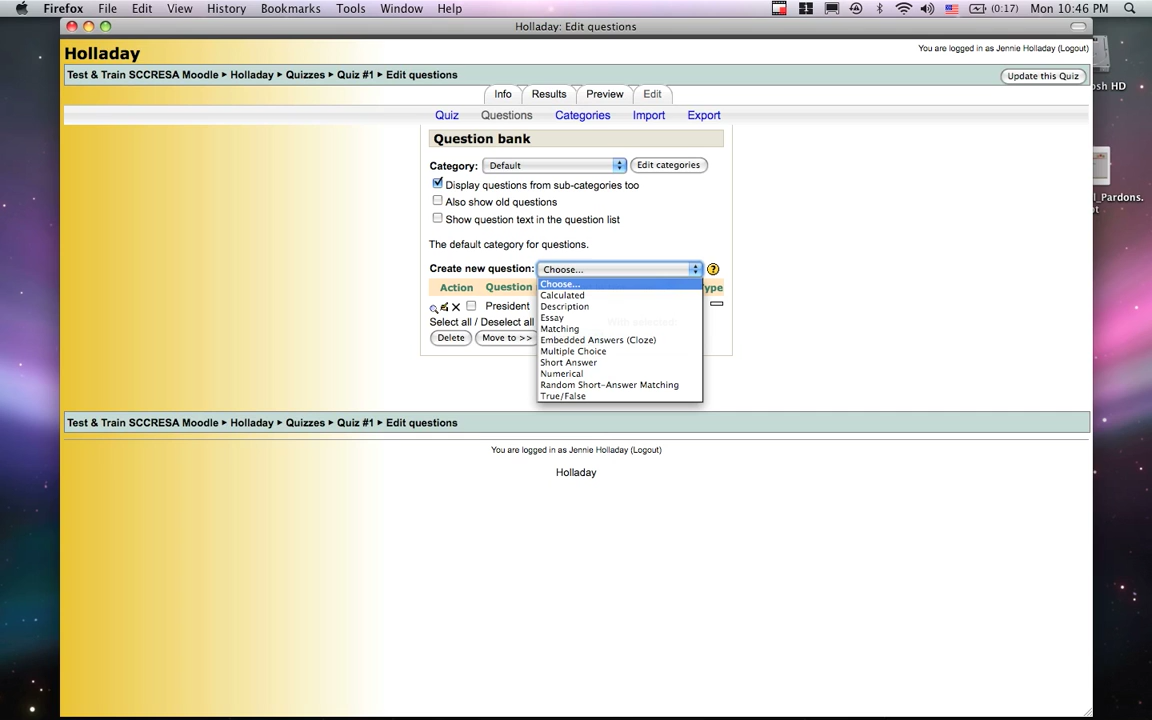 Firefox File Edit View History Bookmarks Tools Window Help (0:17) Mon 10:46 PM
Holladay: Edit questions
Holladay
You are logged in as Jennie Holladay (Logout)
Test & Train SCCRESA Moodle ► Holladay ► Quizzes ► Quiz #1 ► Edit questions
Update this Quiz
Info Results Preview Edit
Quiz Questions Categories Import Export
Question bank
Category: Default Edit categories
Display questions from sub-categories too
Also show old questions
Show question text in the question list
The default category for questions.
Create new question: Choose... ?
Choose...
Calculated
Description
Essay
Matching
Embedded Answers (Cloze)
Multiple Choice
Short Answer
Numerical
Random Short-Answer Matching
True/False
Action Question
President
Select all / Deselect all With selected:
Delete Move to >>
Test & Train SCCRESA Moodle ► Holladay ► Quizzes ► Quiz #1 ► Edit questions
You are logged in as Jennie Holladay (Logout)
Holladay